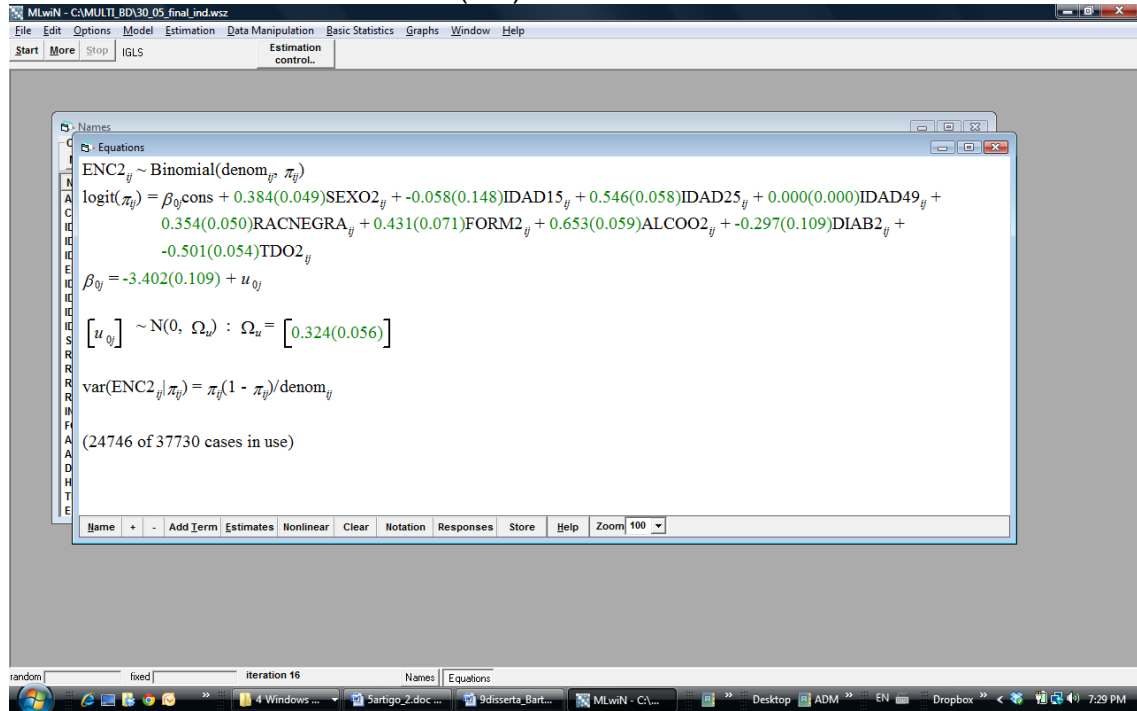 MLwiN - C:\MULTI_BD\30_05_final_ind.wsz
File Edit Options Model Estimation Data Manipulation Basic Statistics Graphs Window Help
Start More Stop IGLS Estimation control..
Names
Equations
ENC2ij ~ Binomial(denomij, πij)
logit(πij) = β0jcons + 0.384(0.049)SEXO2ij + -0.058(0.148)IDAD15ij + 0.546(0.058)IDAD25ij + 0.000(0.000)IDAD49ij +
0.354(0.050)RACNEGRAij + 0.431(0.071)FORM2ij + 0.653(0.059)ALCOO2ij + -0.297(0.109)DIAB2ij +
-0.501(0.054)TDO2ij
β0j = -3.402(0.109) + u0j
[u0j] ~ N(0, Ωu) : Ωu = [0.324(0.056)]
var(ENC2ij|πij) = πij(1 - πij)/denomij
(24746 of 37730 cases in use)
Name + - Add Term Estimates Nonlinear Clear Notation Responses Store Help Zoom 100
random fixed iteration 16 Names Equations
4 Windows ... 5artigo_2.doc ... 9disserta_Bart... MLwiN - C:\... Desktop ADM EN Dropbox 7:29 PM